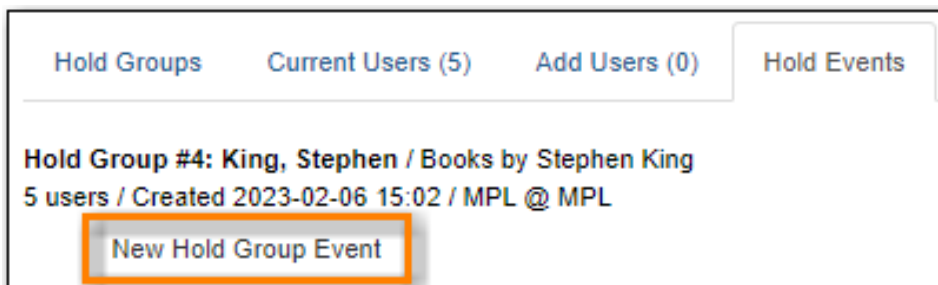 Hold Groups Current Users (5) Add Users (0) Hold Events
Hold Group #4: King, Stephen / Books by Stephen King
5 users / Created 2023-02-06 15:02 / MPL @ MPL
New Hold Group Event